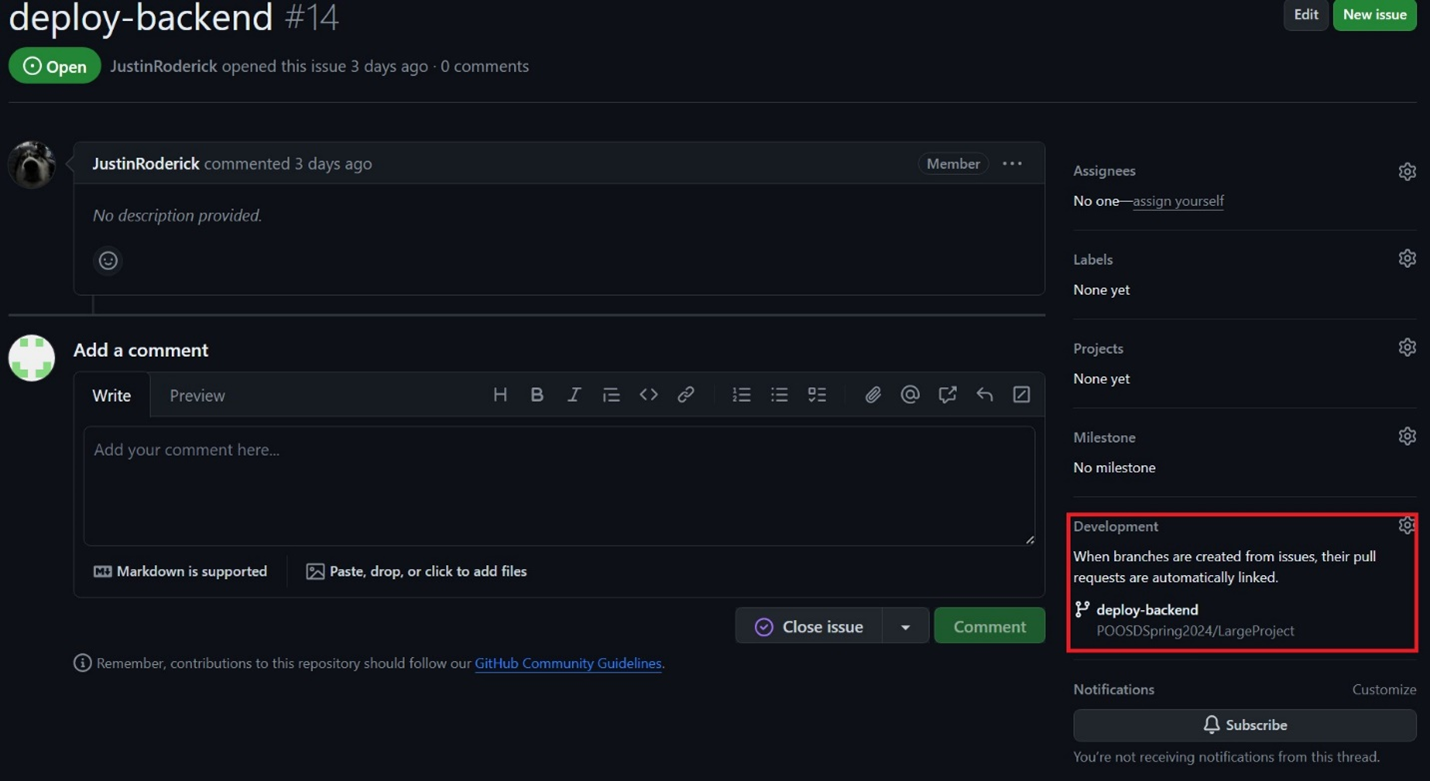 deploy-backend #14
Edit
New issue
Open
JustinRoderick opened this issue 3 days ago · 0 comments
JustinRoderick commented 3 days ago
Member
No description provided.
Add a comment
Write
Preview
Add your comment here...
Markdown is supported
Paste, drop, or click to add files
Close issue
Comment
Remember, contributions to this repository should follow our GitHub Community Guidelines.
Assignees
No one—assign yourself
Labels
None yet
Projects
None yet
Milestone
No milestone
Development
When branches are created from issues, their pull
requests are automatically linked.
deploy-backend
POOSDSpring2024/LargeProject
Notifications
Customize
Subscribe
You're not receiving notifications from this thread.